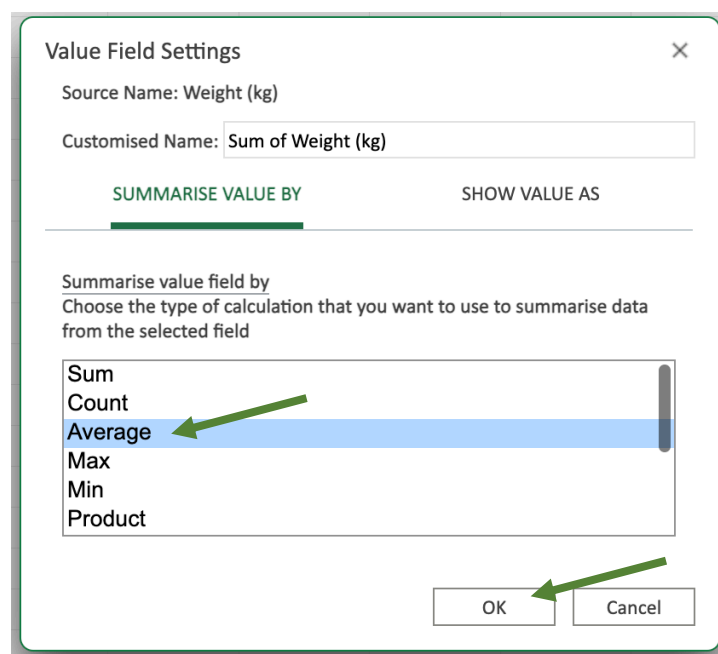 Value Field Settings
Source Name: Weight (kg)
Customised Name: Sum of Weight (kg)
SUMMARISE VALUE BY SHOW VALUE AS
Summarise value field by
Choose the type of calculation that you want to use to summarise data
from the selected field
Sum
Count
Average
Max
Min
Product
OK Cancel